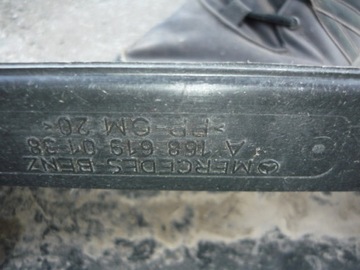 MERCEDES BENZ
A 168 619 01 38
>PP-GM 20<